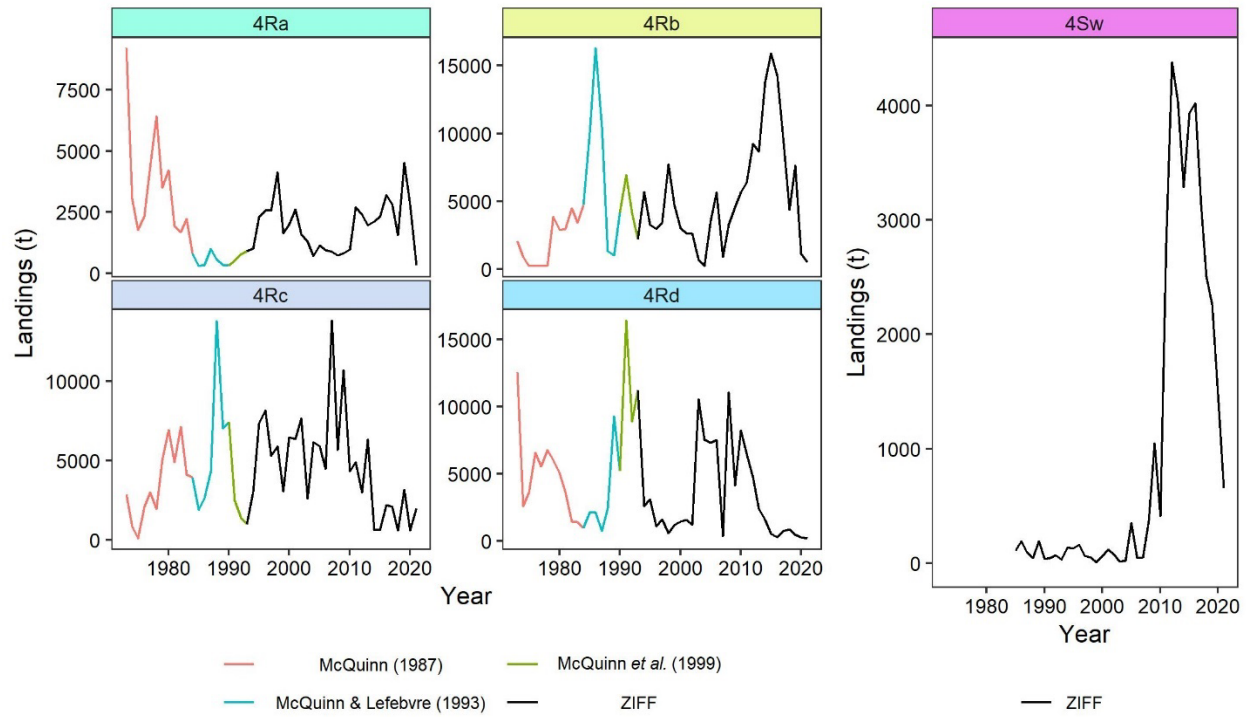 4Ra
4Rb
4Sw
7500
5000
2500
0
15000
10000
5000
0
4000
3000
2000
1000
0
Landings (t)
Landings (t)
4Rc
4Rd
10000
5000
0
15000
10000
5000
0
1980 1990 2000 2010 2020
1980 1990 2000 2010 2020
1980 1990 2000 2010 2020
Year
Year
McQuinn (1987)
McQuinn et al. (1999)
McQuinn & Lefebvre (1993)
ZIFF
ZIFF